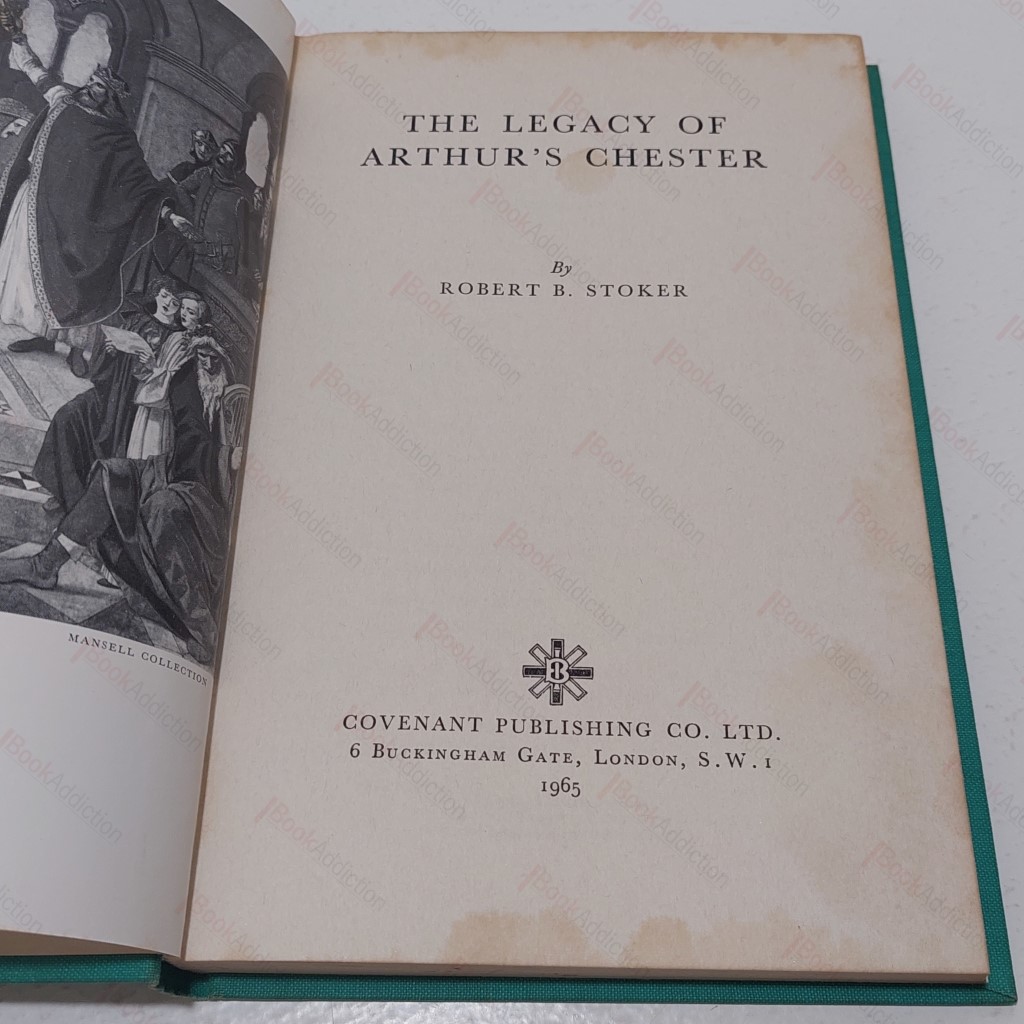 MANSELL COLLECTION
THE LEGACY OF
ARTHUR'S CHESTER
By
ROBERT B. STOKER
B
COVENANT PUBLISHING CO. LTD.
6 BUCKINGHAM GATE, LONDON, S.W.1
1965
BookAddiction